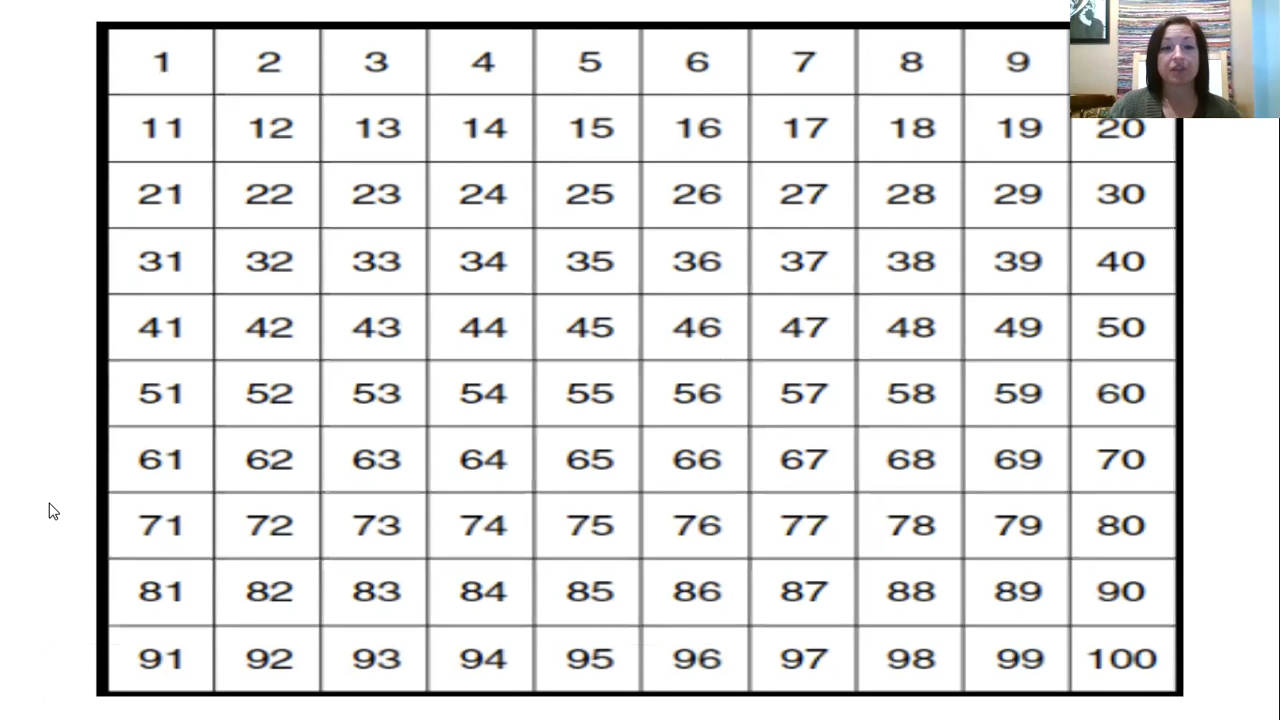 1 2 3 4 5 6 7 8 9
11 12 13 14 15 16 17 18 19 20
21 22 23 24 25 26 27 28 29 30
31 32 33 34 35 36 37 38 39 40
41 42 43 44 45 46 47 48 49 50
51 52 53 54 55 56 57 58 59 60
61 62 63 64 65 66 67 68 69 70
71 72 73 74 75 76 77 78 79 80
81 82 83 84 85 86 87 88 89 90
91 92 93 94 95 96 97 98 99 100